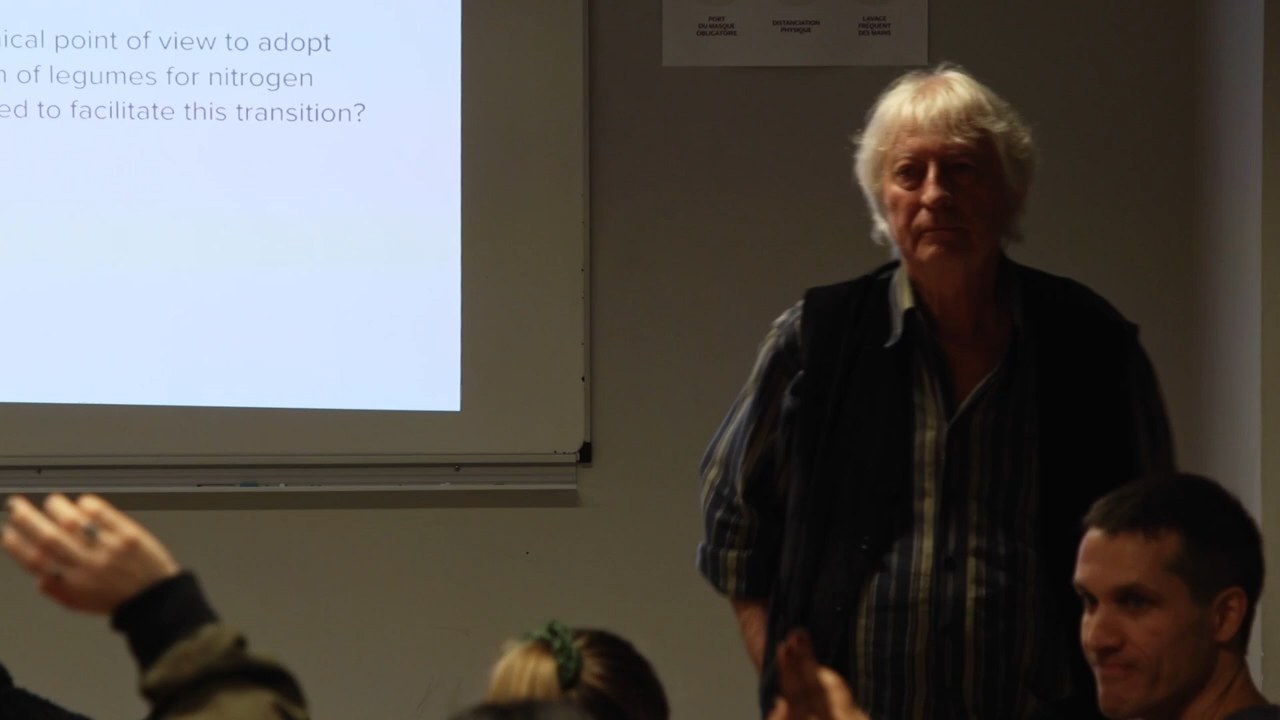 ical point of view to adopt
n of legumes for nitrogen
ed to facilitate this transition?
PORT
DU MASQUE
OBLIGATOIRE
DISTANCIATION
PHYSIQUE
LAVAGE
FRÉQUENT
DES MAINS